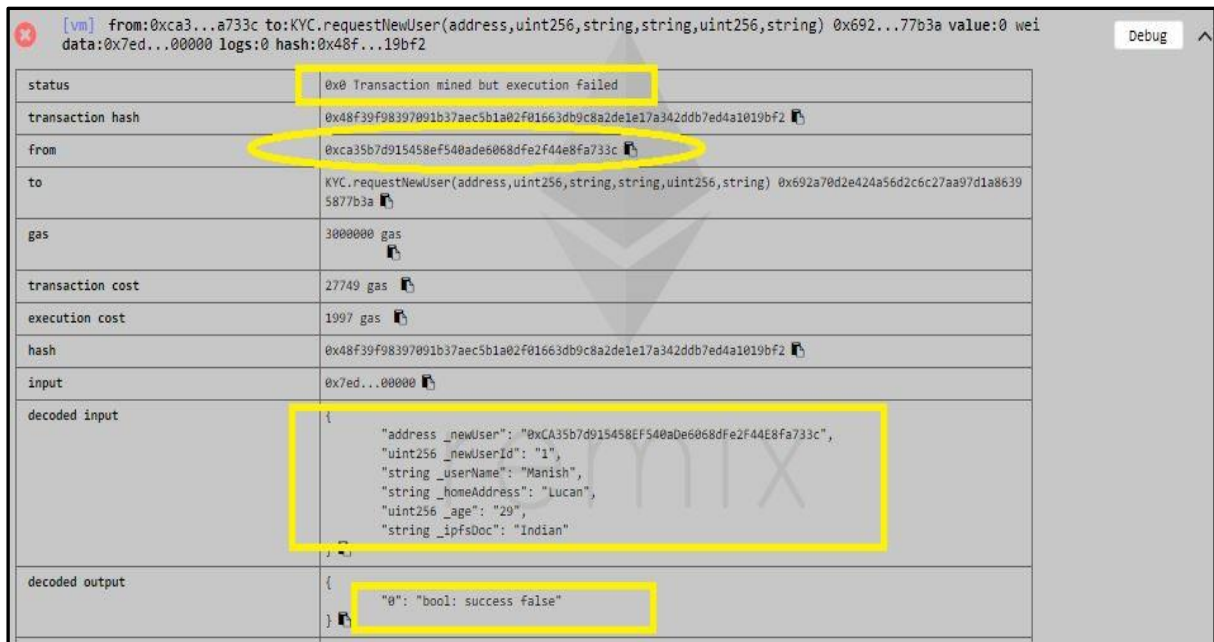 [vm] from:0xca3...a733c to:KYC.requestNewUser(address,uint256,string,string,uint256,string) 0x692...77b3a value:0 wei
data:0x7ed...00000 logs:0 hash:0x48f...19bf2
Debug
status 0x0 Transaction mined but execution failed
transaction hash 0x48f39f98397091b37aec5b1a02f01663db9c8a2de1e17a342ddb7ed4a1019bf2
from 0xca35b7d915458ef540ade6068dfe2f44e8fa733c
to KYC.requestNewUser(address,uint256,string,string,uint256,string) 0x692a70d2e424a56d2c6c27aa97d1a8639
5877b3a
gas 3000000 gas
transaction cost 27749 gas
execution cost 1997 gas
hash 0x48f39f98397091b37aec5b1a02f01663db9c8a2de1e17a342ddb7ed4a1019bf2
input 0x7ed...00000
decoded input {
"address _newUser": "0xCA35b7d915458EF540aDe6068dFe2F44E8fa733c",
"uint256 _newUserId": "1",
"string _userName": "Manish",
"string _homeAddress": "Lucan",
"uint256 _age": "29",
"string _ipfsDoc": "Indian"
}
remix
decoded output {
"0": "bool: success false"
}